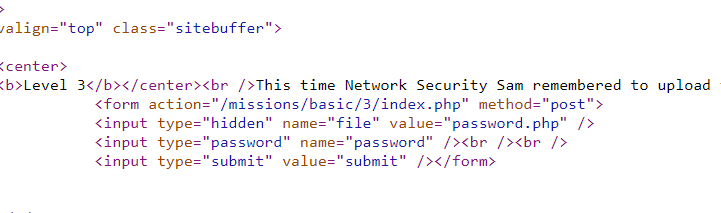 >
valign="top" class="sitebuffer">
<center>
<b>Level 3</b></center><br />This time Network Security Sam remembered to upload
<form action="/missions/basic/3/index.php" method="post">
<input type="hidden" name="file" value="password.php" />
<input type="password" name="password" /><br /><br />
<input type="submit" value="submit" /></form>